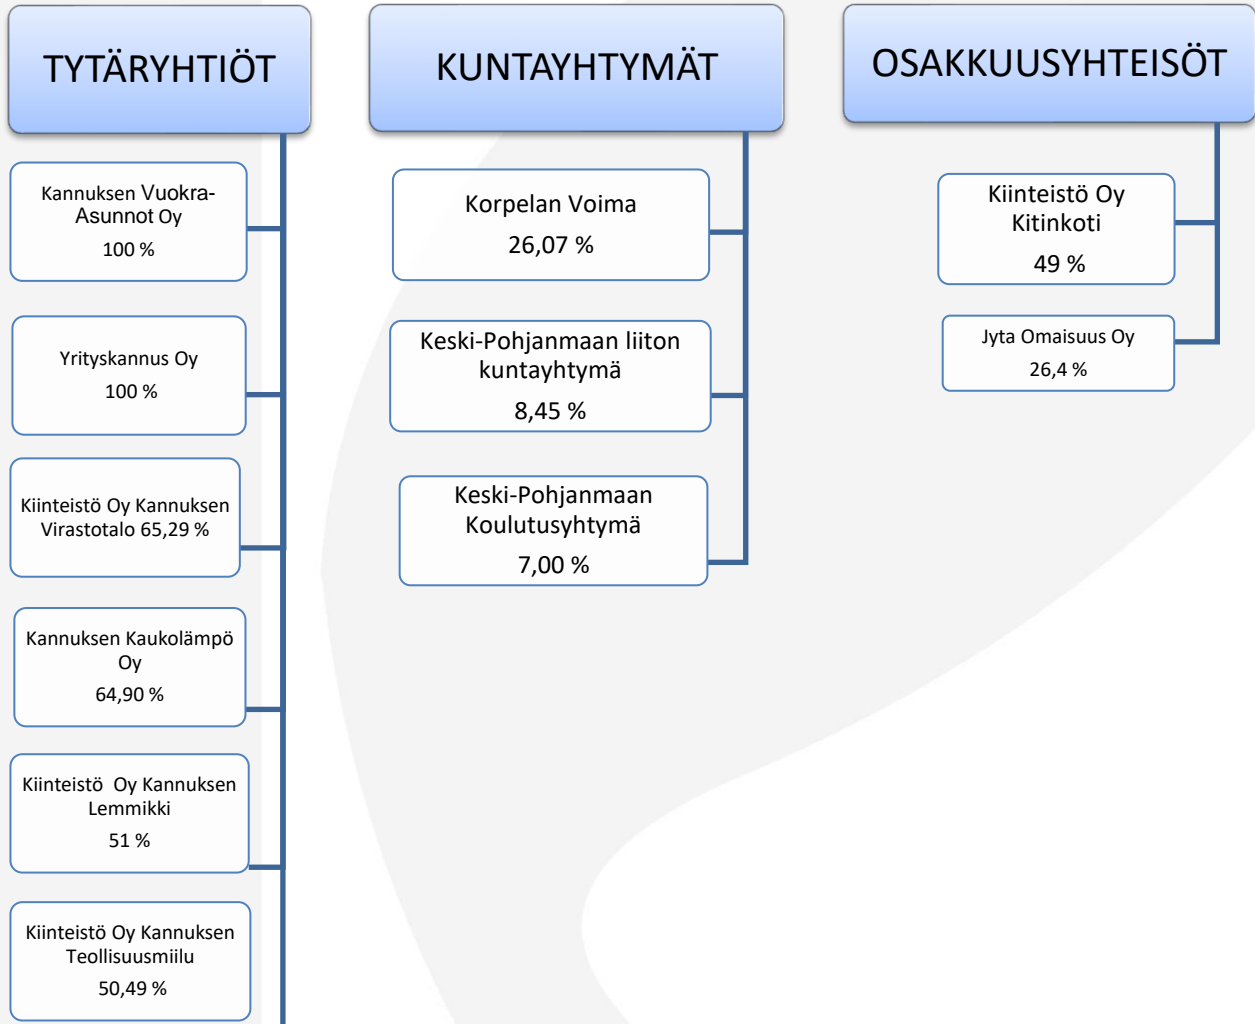 TYTÄRYHTIÖT
Kannuksen Vuokra-
Asunnot Oy
100 %
Yrityskannus Oy
100 %
Kiinteistö Oy Kannuksen
Virastotalo 65,29 %
Kannuksen Kaukolämpö
Oy
64,90 %
Kiinteistö Oy Kannuksen
Lemmikki
51 %
Kiinteistö Oy Kannuksen
Teollisuusmiilu
50,49 %
KUNTAYHTYMÄT
Korpelan Voima
26,07 %
Keski-Pohjanmaan liiton
kuntayhtymä
8,45 %
Keski-Pohjanmaan
Koulutusyhtymä
7,00 %
OSAKKUUSYHTEISÖT
Kiinteistö Oy
Kitinkoti
49 %
Jyta Omaisuus Oy
26,4 %